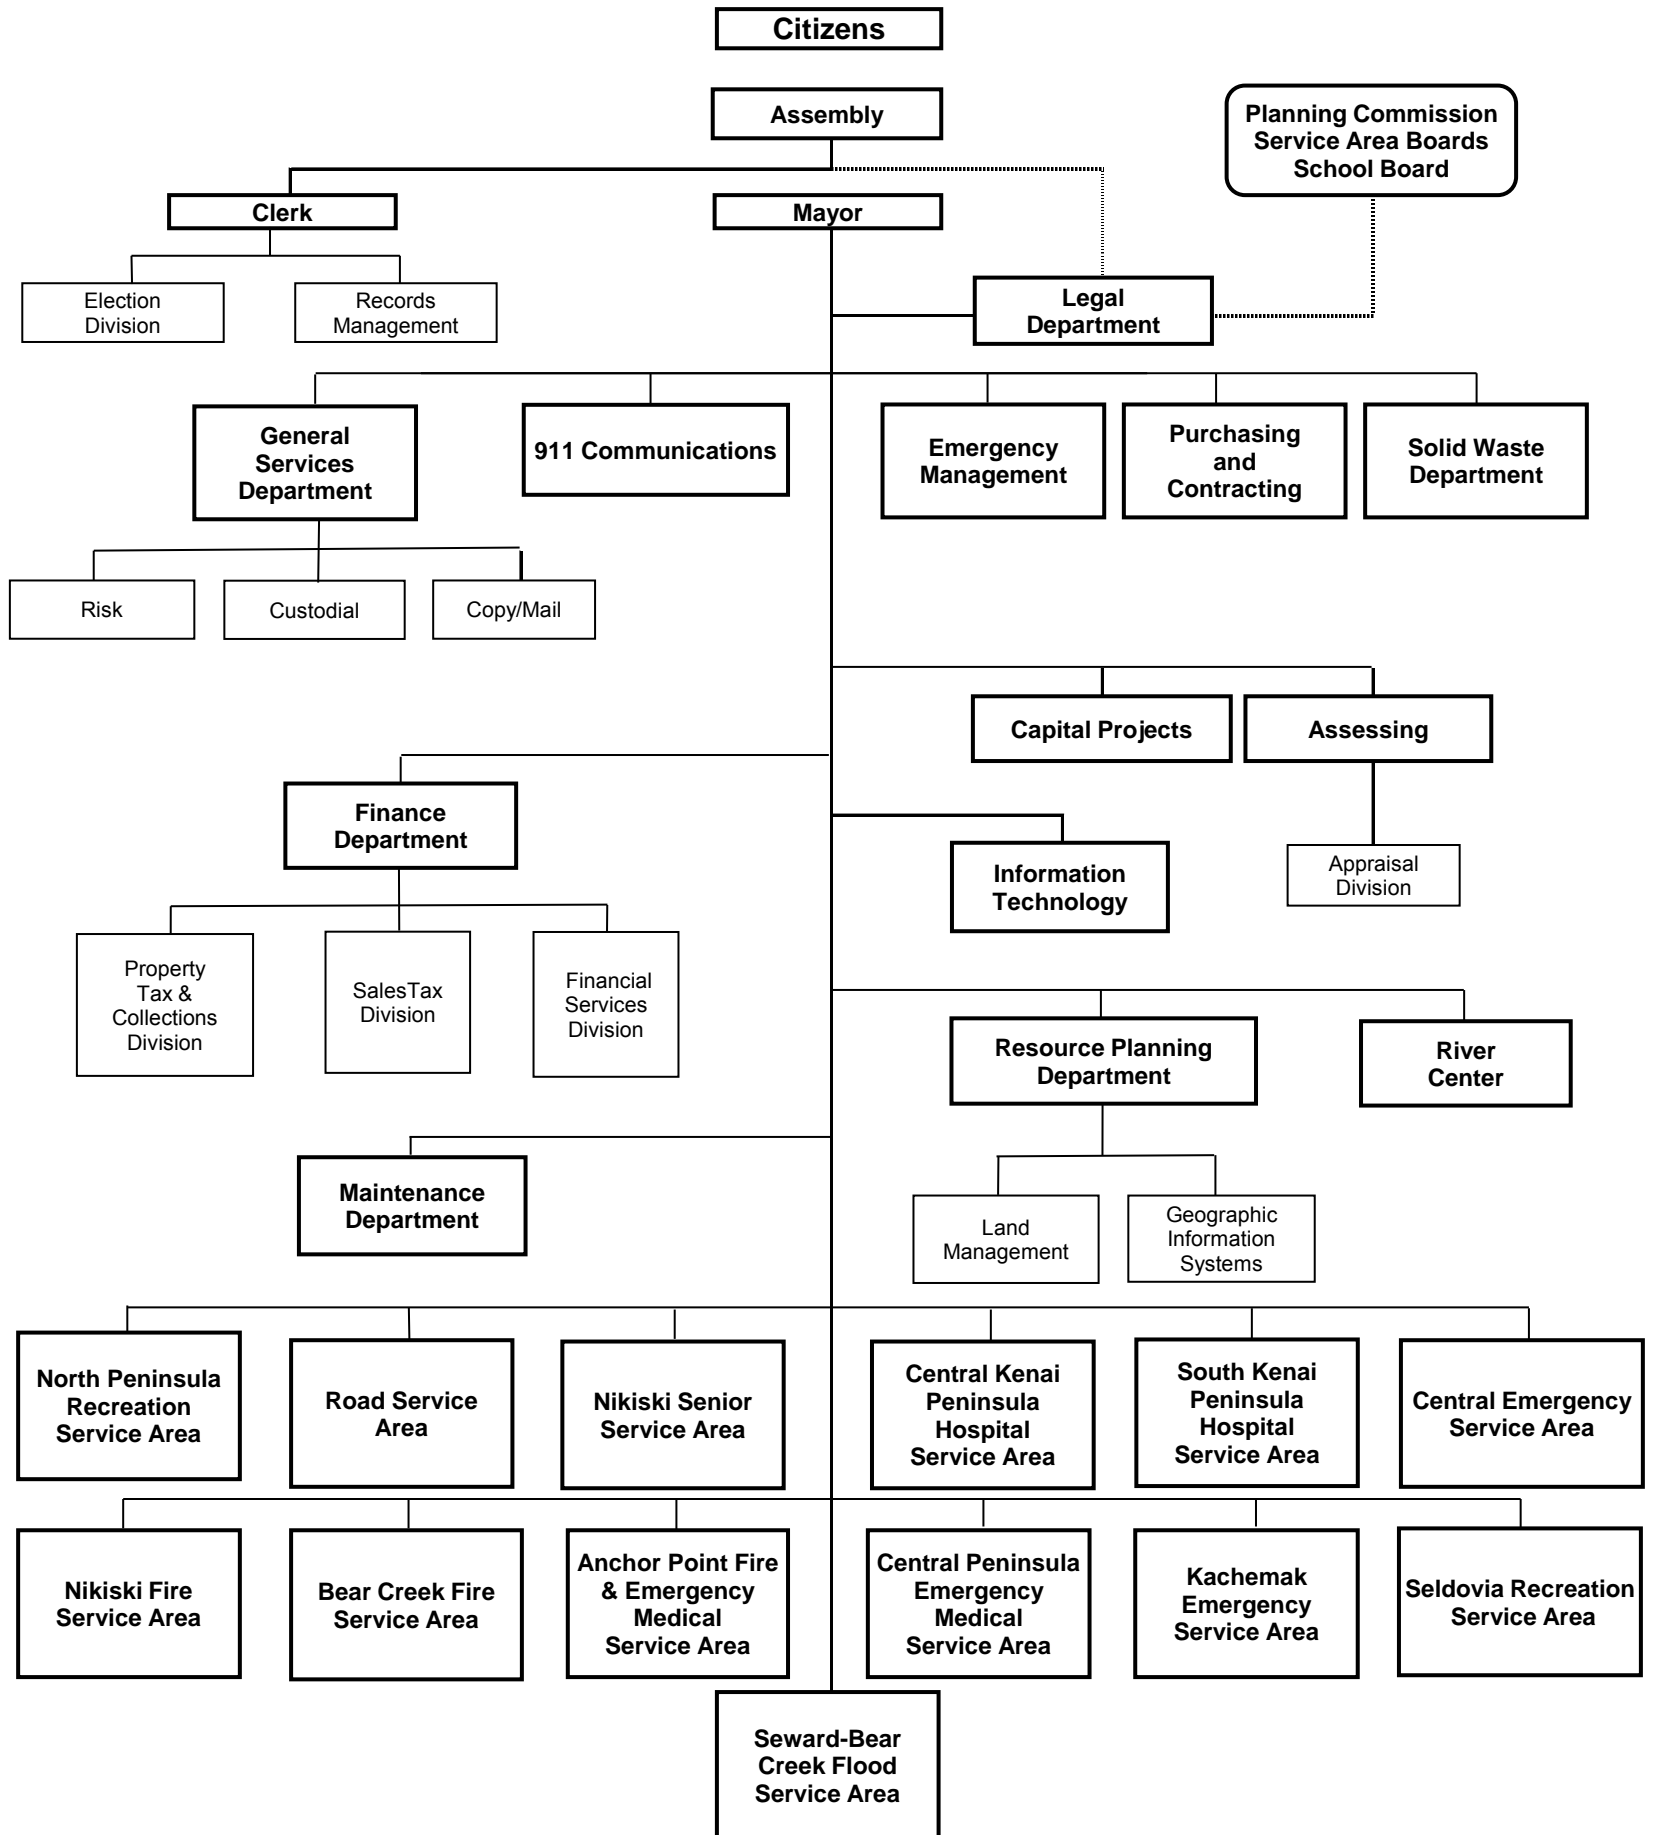 Citizens
Assembly
Planning Commission
Service Area Boards
School Board
Clerk
Mayor
Election
Division
Records
Management
Legal
Department
General
Services
Department
911 Communications
Emergency
Management
Purchasing
and
Contracting
Solid Waste
Department
Risk
Custodial
Copy/Mail
Capital Projects
Assessing
Finance
Department
Information
Technology
Appraisal
Division
Property
Tax &
Collections
Division
SalesTax
Division
Financial
Services
Division
Resource Planning
Department
River
Center
Maintenance
Department
Land
Management
Geographic
Information
Systems
North Peninsula
Recreation
Service Area
Road Service
Area
Nikiski Senior
Service Area
Central Kenai
Peninsula
Hospital
Service Area
South Kenai
Peninsula
Hospital
Service Area
Central Emergency
Service Area
Nikiski Fire
Service Area
Bear Creek Fire
Service Area
Anchor Point Fire
& Emergency
Medical
Service Area
Central Peninsula
Emergency
Medical
Service Area
Kachemak
Emergency
Service Area
Seldovia Recreation
Service Area
Seward-Bear
Creek Flood
Service Area